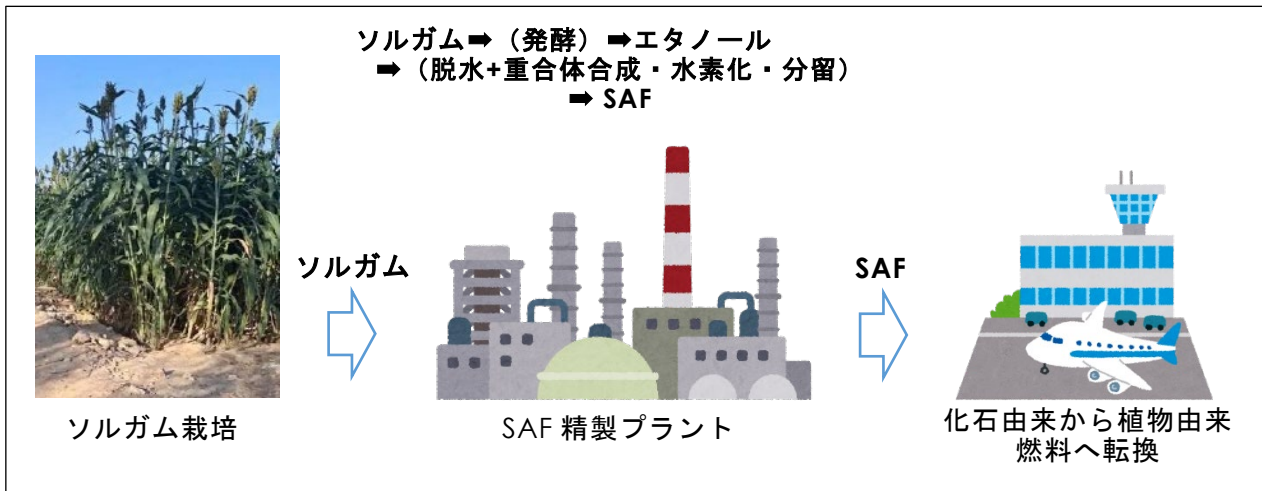 ソルガム➡（発酵）➡エタノール
➡（脱水+重合体合成・水素化・分留）
➡ SAF
ソルガム
SAF
ソルガム栽培
SAF 精製プラント
化石由来から植物由来
燃料へ転換